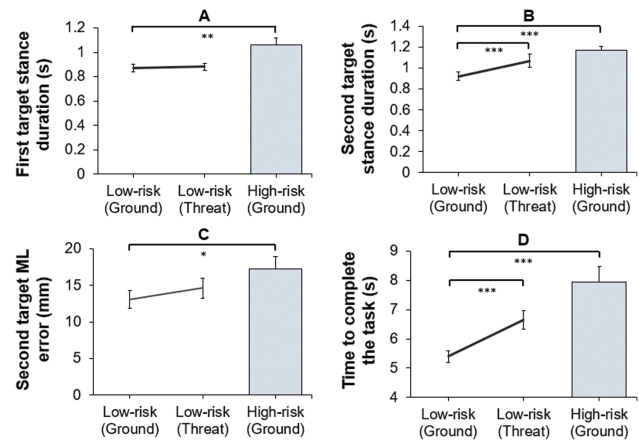 A
First target stance
duration (s)
1.2
1
0.8
0.6
0.4
0.2
0
**
Low-risk
(Ground)
Low-risk
(Threat)
High-risk
(Ground)
B
Second target
stance duration (s)
1.4
1.2
1
0.8
0.6
0.4
0.2
0
***
***
Low-risk
(Ground)
Low-risk
(Threat)
High-risk
(Ground)
C
Second target ML
error (mm)
20
15
10
5
0
*
Low-risk
(Ground)
Low-risk
(Threat)
High-risk
(Ground)
D
Time to complete
the task (s)
9
8
7
6
5
4
***
***
Low-risk
(Ground)
Low-risk
(Threat)
High-risk
(Ground)